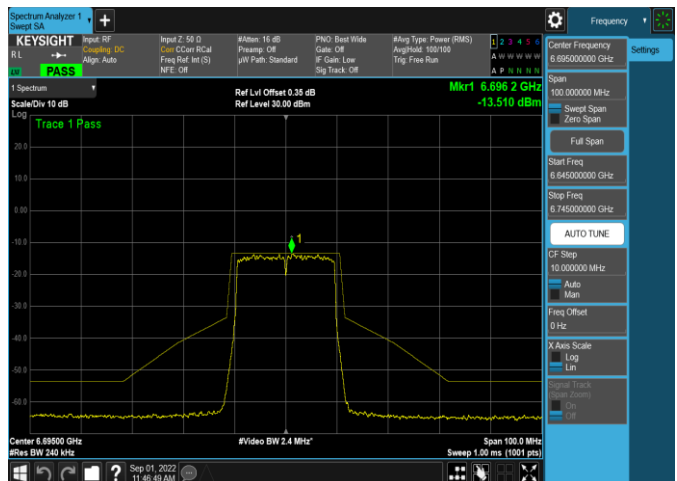 Spectrum Analyzer 1
Swept SA
Frequency
KEYSIGHT
RL
PASS
Input: RF
Coupling: DC
Align: Auto
Input Z: 50 Ω
Corr CCorr RCal
Freq Ref: Int (S)
NFE: Off
#Atten: 16 dB
Preamp: Off
µW Path: Standard
PNO: Best Wide
Gate: Off
IF Gain: Low
Sig Track: Off
#Avg Type: Power (RMS)
Avg|Hold: 100/100
Trig: Free Run
1 2 3 4 5 6
A W W W W W
A P N N N N
1 Spectrum
Scale/Div 10 dB
Log
Ref Lvl Offset 0.35 dB
Ref Level 30.00 dBm
Mkr1 6.696 2 GHz
-13.510 dBm
Trace 1 Pass
20.0
10.0
0.00
-10.0
1
-20.0
-30.0
-40.0
-50.0
-60.0
Center 6.69500 GHz
#Video BW 2.4 MHz*
Span 100.0 MHz
#Res BW 240 kHz
Sweep 1.00 ms (1001 pts)
Sep 01, 2022
11:46:49 AM
Center Frequency
6.695000000 GHz
Settings
Span
100.000000 MHz
Swept Span
Zero Span
Full Span
Start Freq
6.645000000 GHz
Stop Freq
6.745000000 GHz
AUTO TUNE
CF Step
10.000000 MHz
Auto
Man
Freq Offset
0 Hz
X Axis Scale
Log
Lin
Signal Track
(Span Zoom)
On
Off